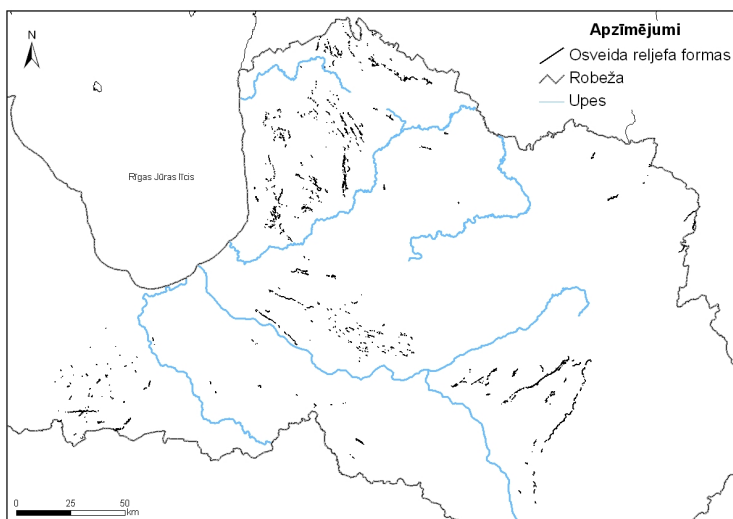 Apzīmējumi
N
Osveida reljefa formas
Robeža
Upes
Rīgas Jūras līcis
0 25 50
km